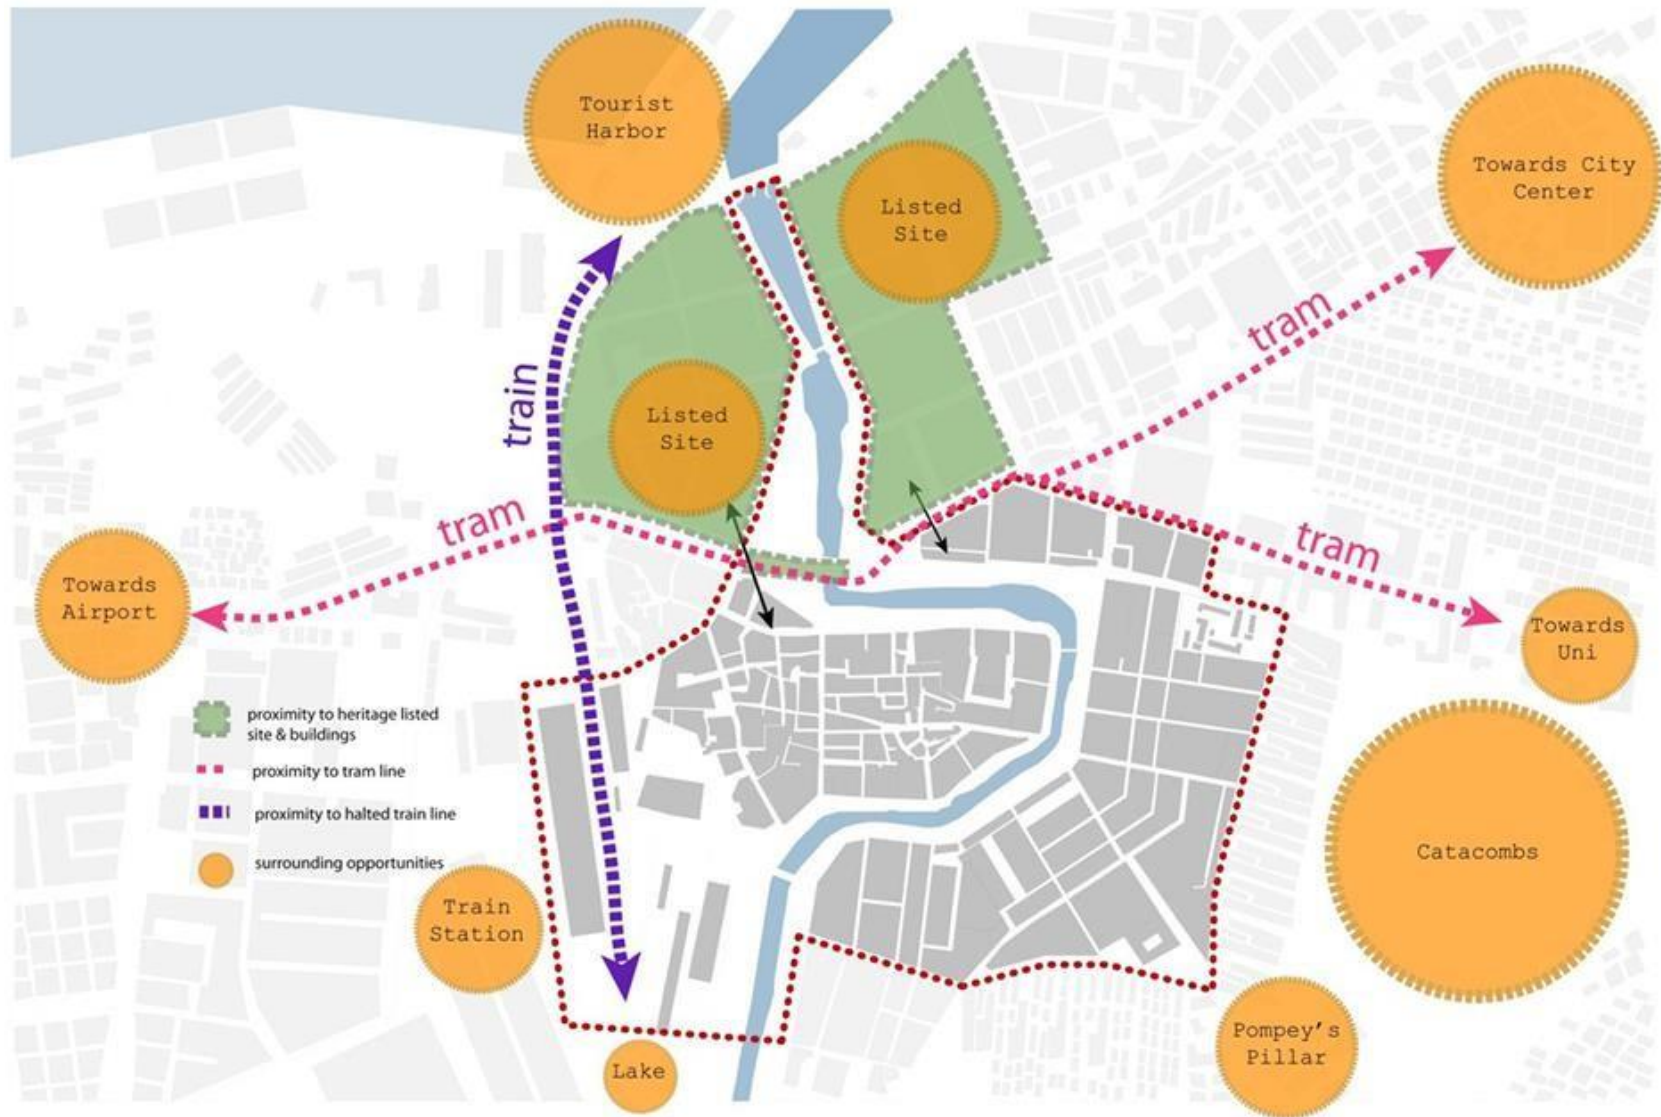 Tourist
Harbor
Towards City
Center
Listed
Site
tram
train
Listed
Site
tram
tram
Towards
Airport
Towards
Uni
proximity to heritage listed
site & buildings
proximity to tram line
proximity to halted train line
surrounding opportunities
Catacombs
Train
Station
Pompey's
Pillar
Lake